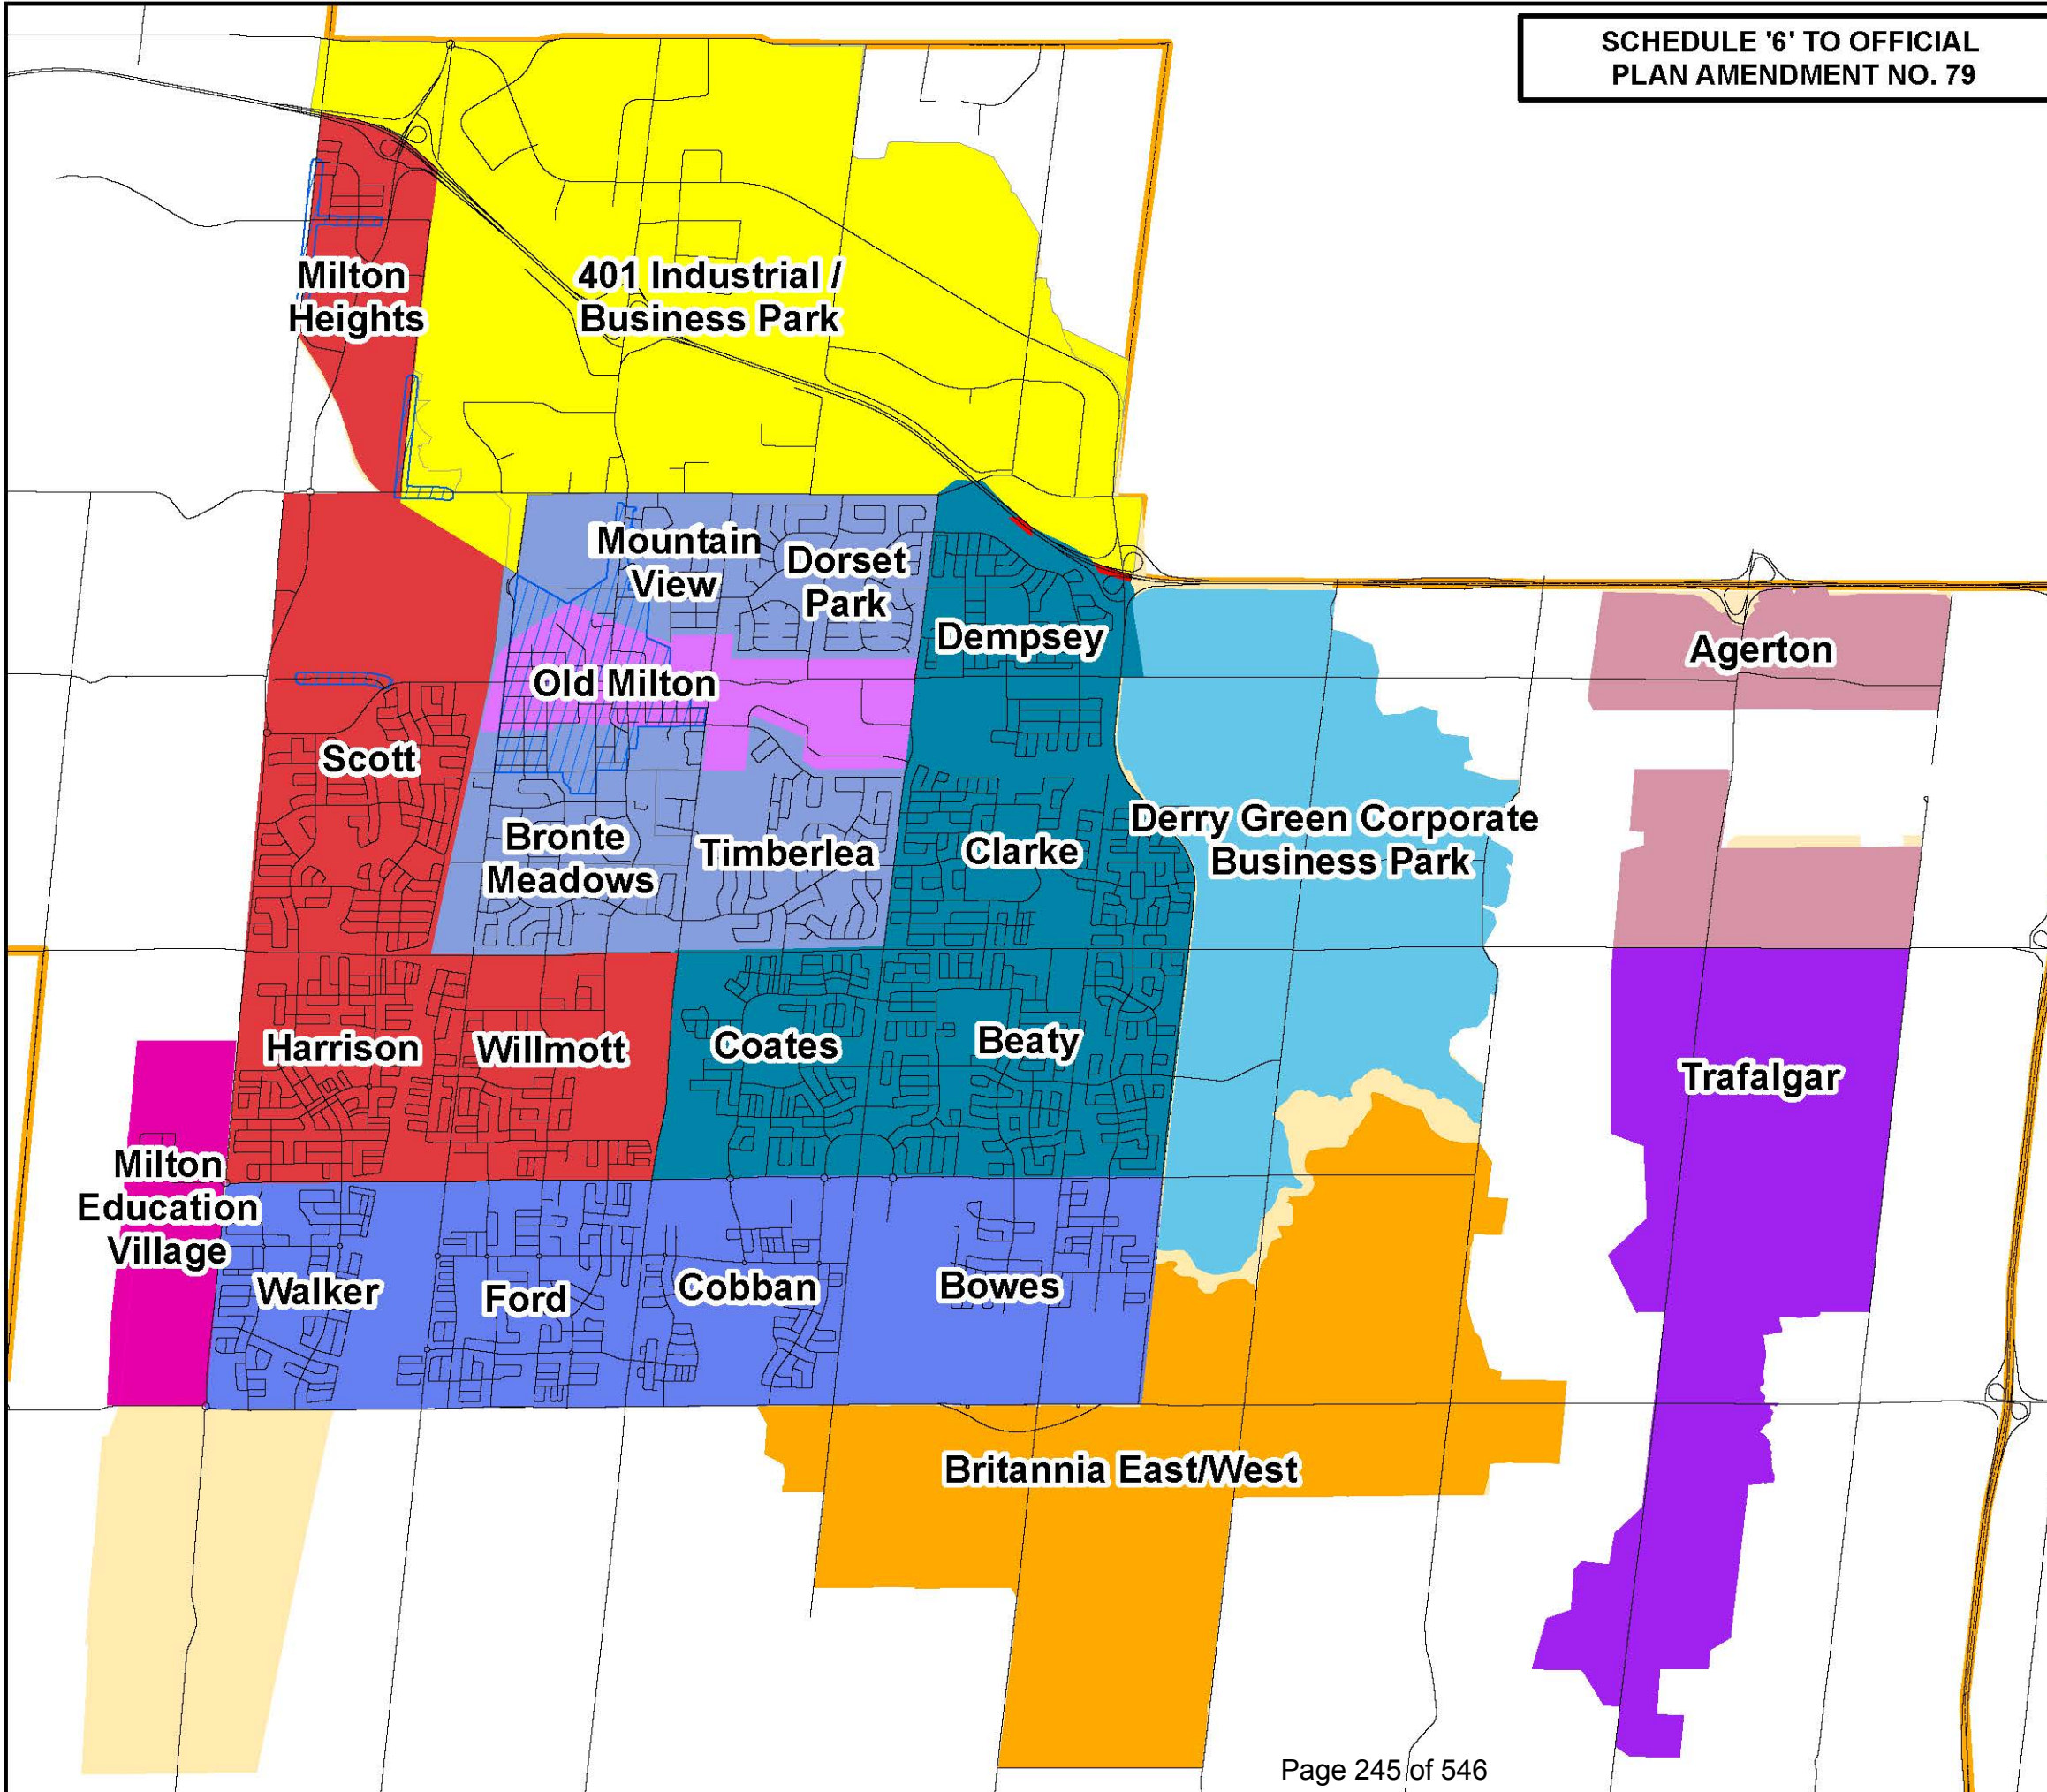 SCHEDULE '6' TO OFFICIAL
PLAN AMENDMENT NO. 79
Milton
Heights
401 Industrial /
Business Park
Mountain
View
Dorset
Park
Dempsey
Agerton
Old Milton
Scott
Bronte
Meadows
Timberlea
Clarke
Derry Green Corporate
Business Park
Harrison
Willmott
Coates
Beaty
Trafalgar
Milton
Education
Village
Walker
Ford
Cobban
Bowes
Britannia East/West
Page 245 of 546